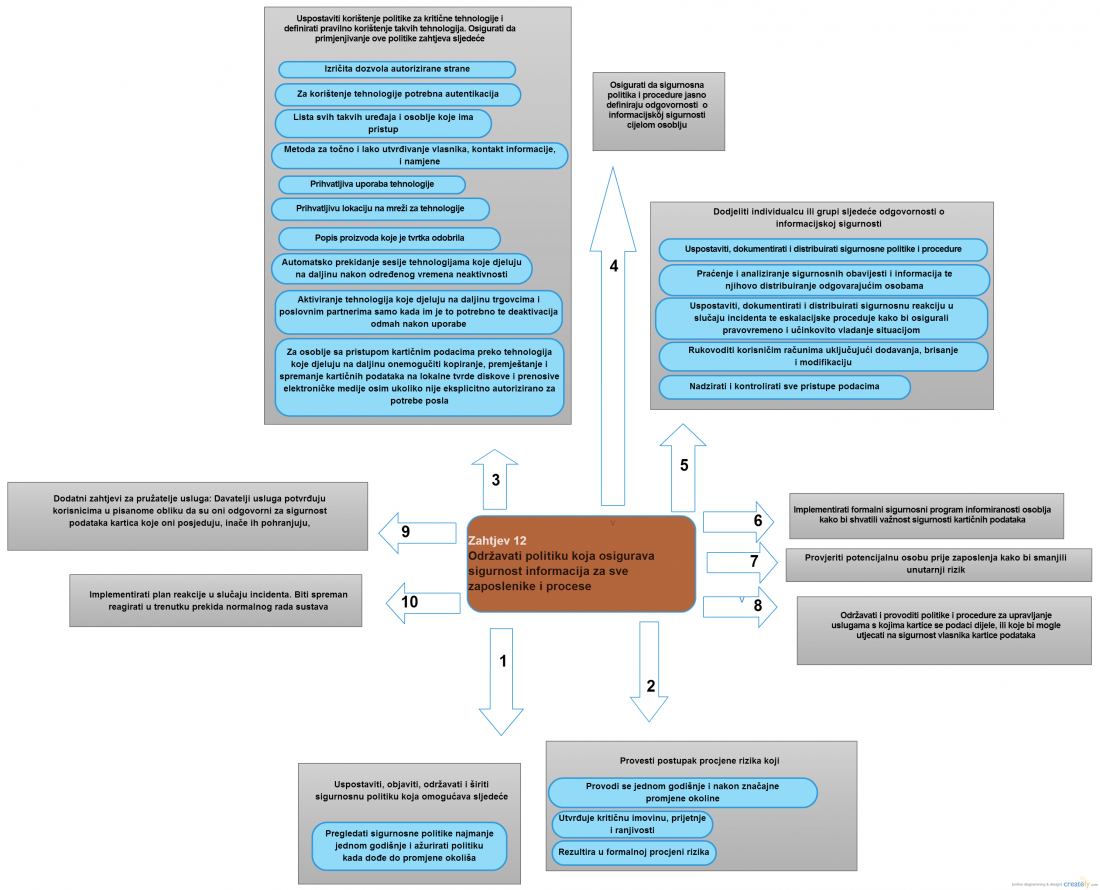 Uspostaviti korištenje politike za kritične tehnologije i
definirati pravilno korištenje takvih tehnologija. Osigurati da
primjenjivanje ove politike zahtjeva sljedeće
Izričita dozvola autorizirane strane
Za korištenje tehnologije potrebna autentikacija
Lista svih takvih uređaja i osoblje koje ima
pristup
Metoda za točno i lako utvrđivanje vlasnika, kontakt informacije,
i namjene
Prihvatljiva uporaba tehnologije
Prihvatljivu lokaciju na mreži za tehnologije
Popis proizvoda koje je tvrtka odobrila
Automatsko prekidanje sesije tehnologijama koje djeluju
na daljinu nakon određenog vremena neaktivnosti
Aktiviranje tehnologija koje djeluju na daljinu trgovcima i
poslovnim partnerima samo kada im je to potrebno te deaktivacija
odmah nakon uporabe
Za osoblje sa pristupom kartičnim podacima preko tehnologija
koje djeluju na daljinu onemogućiti kopiranje, premještanje i
spremanje kartičnih podataka na lokalne tvrde diskove i prenosive
elektroničke medije osim ukoliko nije eksplicitno autorizirano za
potrebe posla
Osigurati da sigurnosna
politika i procedure jasno
definiraju odgovornosti o
informacijskoj sigurnosti
cijelom osoblju
Dodjeliti individualcu ili grupi sljedeće odgovornosti o
informacijskoj sigurnosti
Uspostaviti, dokumentirati i distribuirati sigurnosne politike i procedure
Praćenje i analiziranje sigurnosnih obavijesti i informacija te
njihovo distribuiranje odgovarajućim osobama
Uspostaviti, dokumentirati i distribuirati sigurnosnu reakciju u
slučaju incidenta te eskalacijske proceduje kako bi osigurali
pravovremeno i učinkovito vladanje situacijom
Rukovoditi korisničim računima uključujući dodavanja, brisanje
i modifikaciju
Nadzirati i kontrolirati sve pristupe podacima
4
3
5
Dodatni zahtjevi za pružatelje usluga: Davatelji usluga potvrđuju
korisnicima u pisanome obliku da su oni odgovorni za sigurnost
podataka kartica koje oni posjeduju, inače ih pohranjuju,
9
Zahtjev 12
Održavati politiku koja osigurava
sigurnost informacija za sve
zaposlenike i procese
v
6
Implementirati formalni sigurnosni program informiranosti osoblja
kako bi shvatili važnost sigurnosti kartičnih podataka
7
Provjeriti potencijalnu osobu prije zaposlenja kako bi smanjili
unutarnji rizik
Implementirati plan reakcije u slučaju incidenta. Biti spreman
reagirati u trenutku prekida normalnog rada sustava
10
v
8
Održavati i provoditi politike i procedure za upravljanje
uslugama s kojima kartice se podaci dijele, ili koje bi mogle
utjecati na sigurnost vlasnika kartice podataka
1
2
Uspostaviti, objaviti, održavati i širiti
sigurnosnu politiku koja omogućava sljedeće
Pregledati sigurnosne politike najmanje
jednom godišnje i ažurirati politiku
kada dođe do promjene okoliša
Provesti postupak procjene rizika koji
Provodi se jednom godišnje i nakon značajne
promjene okoline
Utvrđuje kritičnu imovinu, prijetnje
i ranjivosti
Rezultira u formalnoj procjeni rizika
[online diagramming & design] creately.com